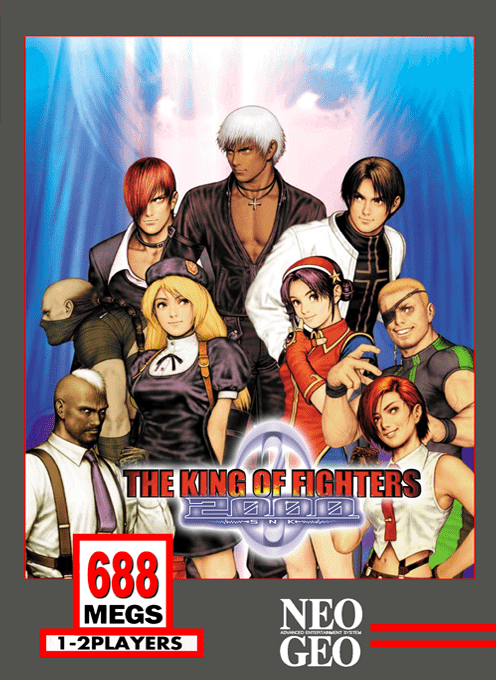 THE KING OF FIGHTERS
2000
SNK
688
MEGS
1-2PLAYERS
NEO
ADVANCED ENTERTAINMENT SYSTEM
GEO